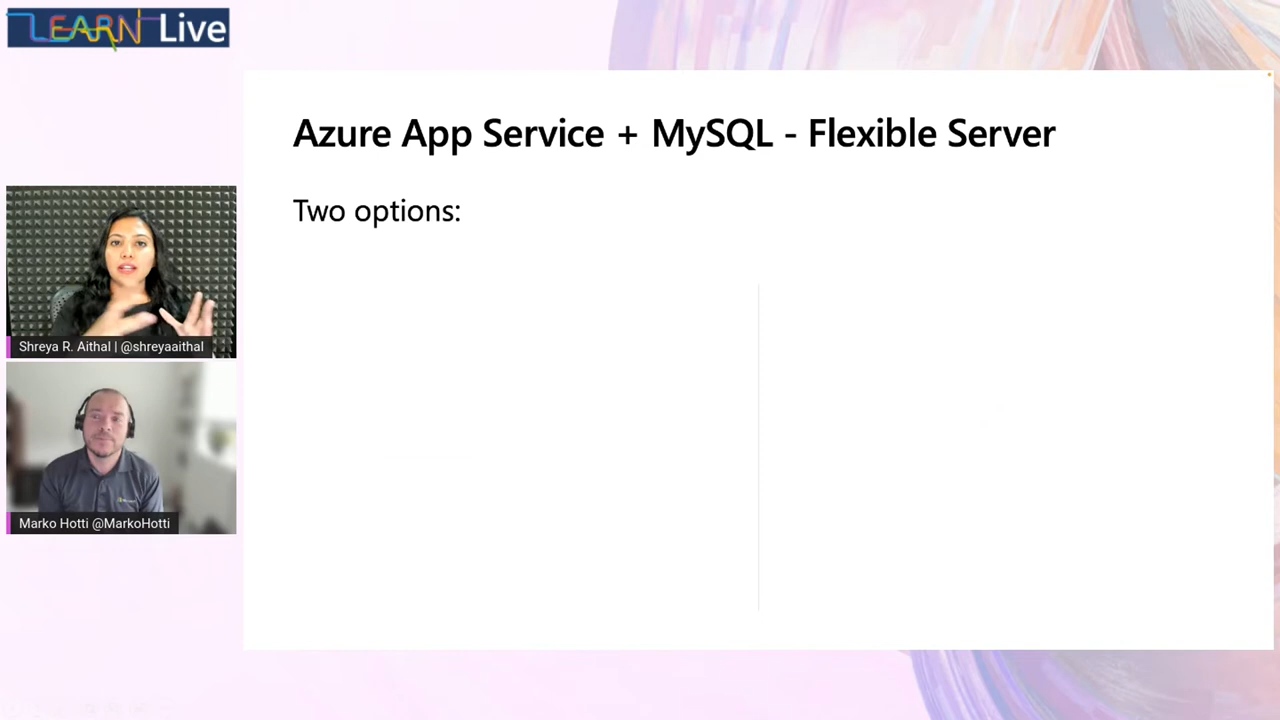 LEARN Live
Azure App Service + MySQL - Flexible Server
Two options:
Shreya R. Aithal | @shreyaaithal
Marko Hotti @MarkoHotti